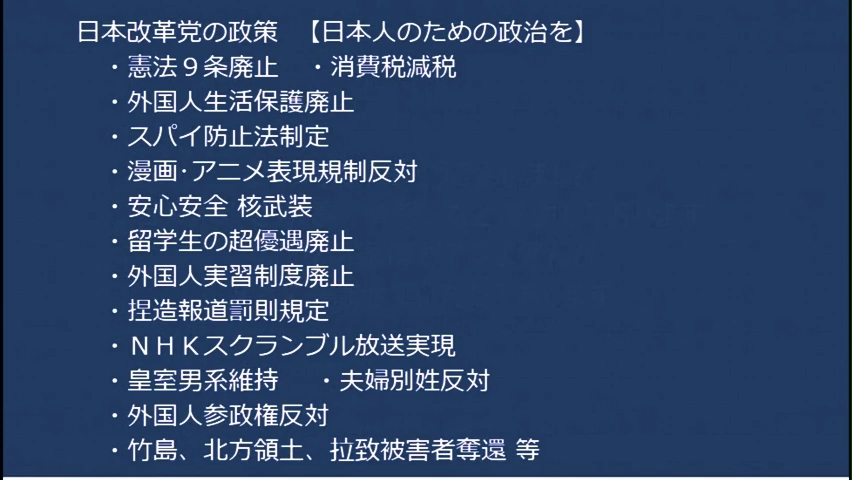 日本改革党の政策　【日本人のための政治を】
・憲法９条廃止　・消費税減税
・外国人生活保護廃止
・スパイ防止法制定
・漫画･アニメ表現規制反対
・安心安全 核武装
・留学生の超優遇廃止
・外国人実習制度廃止
・捏造報道罰則規定
・ＮＨＫスクランブル放送実現
・皇室男系維持　・夫婦別姓反対
・外国人参政権反対
・竹島、北方領土、拉致被害者奪還 等